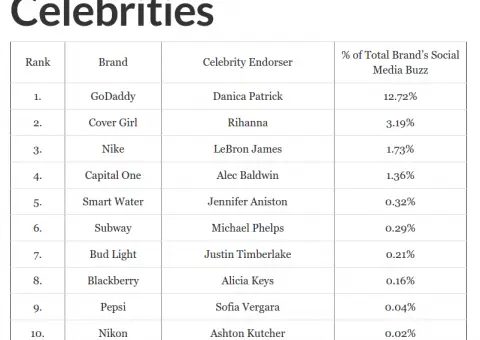 Celebrities
Rank Brand Celebrity Endorser % of Total Brand's Social
Media Buzz
1. GoDaddy Danica Patrick 12.72%
2. Cover Girl Rihanna 3.19%
3. Nike LeBron James 1.73%
4. Capital One Alec Baldwin 1.36%
5. Smart Water Jennifer Aniston 0.32%
6. Subway Michael Phelps 0.29%
7. Bud Light Justin Timberlake 0.21%
8. Blackberry Alicia Keys 0.16%
9. Pepsi Sofia Vergara 0.04%
10. Nikon Ashton Kutcher 0.02%